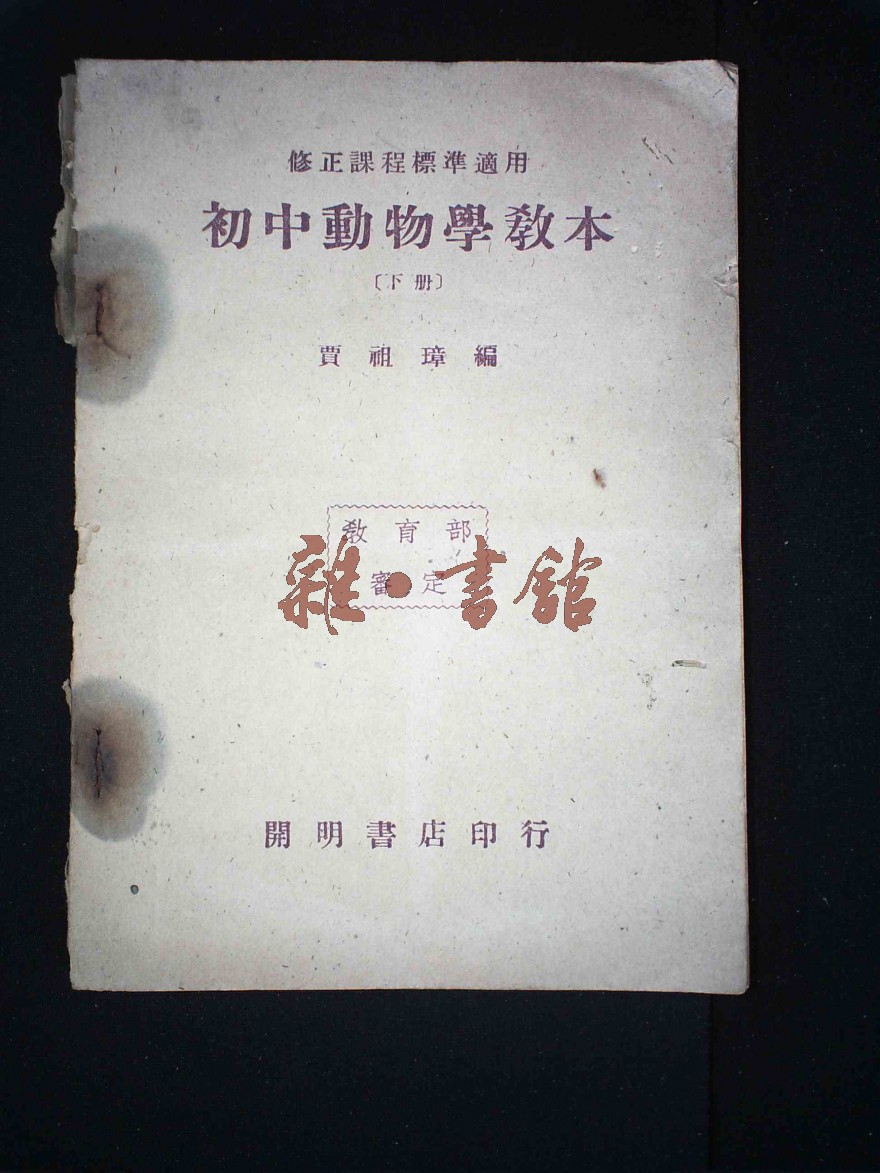 修正課程標準適用
初中動物學教本
〔下册〕
賈祖璋編
教育部
審定
雜·書館
開明書店印行